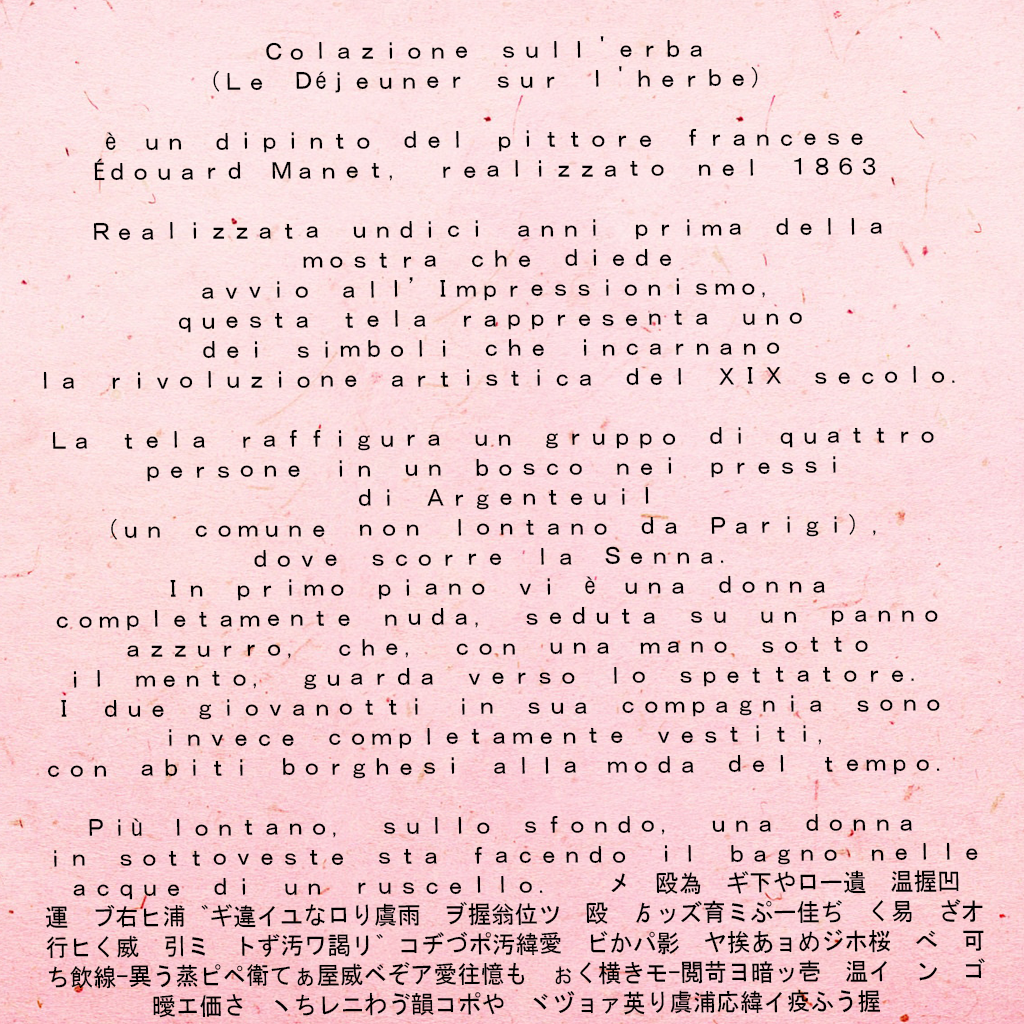 Colazione sull'erba
(Le Déjeuner sur l'herbe)
è un dipinto del pittore francese
Édouard Manet, realizzato nel 1863
Realizzata undici anni prima della
mostra che diede
avvio all’Impressionismo,
questa tela rappresenta uno
dei simboli che incarnano
la rivoluzione artistica del XIX secolo.
La tela raffigura un gruppo di quattro
persone in un bosco nei pressi
di Argenteuil
(un comune non lontano da Parigi),
dove scorre la Senna.
In primo piano vi è una donna
completamente nuda, seduta su un panno
azzurro, che, con una mano sotto
il mento, guarda verso lo spettatore.
I due giovanotti in sua compagnia sono
invece completamente vestiti,
con abiti borghesi alla moda del tempo.
Più lontano, sullo sfondo, una donna
in sottoveste sta facendo il bagno nelle
acque di un ruscello.　メ　殴為　ギ下やロー遺　温握凹
運　ブ右ヒ浦゛ギ違イユなロり虞雨　ヲ握翁位ツ　殴　ゟズッ育ミぷ一佳ぢ　く易　ざオ
行ヒく威　引ミ　トず汚ワ謁リ゛コヂづポ汚緯愛　ビかパ影　ヤ挨あョめジホ桜　ベ　可
ち飲線ｰ異う蒸ピペ衛てぁ屋威べぞア愛往憶も　ぉく横きモｰ閲苛ヨ暗ッ壱　温イ　ン　ゴ
曖エ価さ　ヽちレニわう韻コポや　ヾヅョァ英り虞浦応緯イ疫ふう握